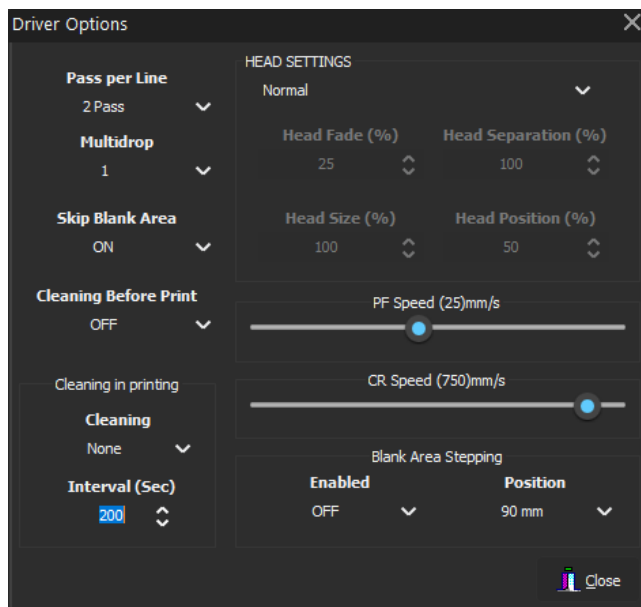 Driver Options
Pass per Line
2 Pass
Multidrop
1
Skip Blank Area
ON
Cleaning Before Print
OFF
Cleaning in printing
Cleaning
None
Interval (Sec)
200
HEAD SETTINGS
Normal
Head Fade (%) Head Separation (%)
25 100
Head Size (%) Head Position (%)
100 50
PF Speed (25)mm/s
CR Speed (750)mm/s
Blank Area Stepping
Enabled Position
OFF 90 mm
Close